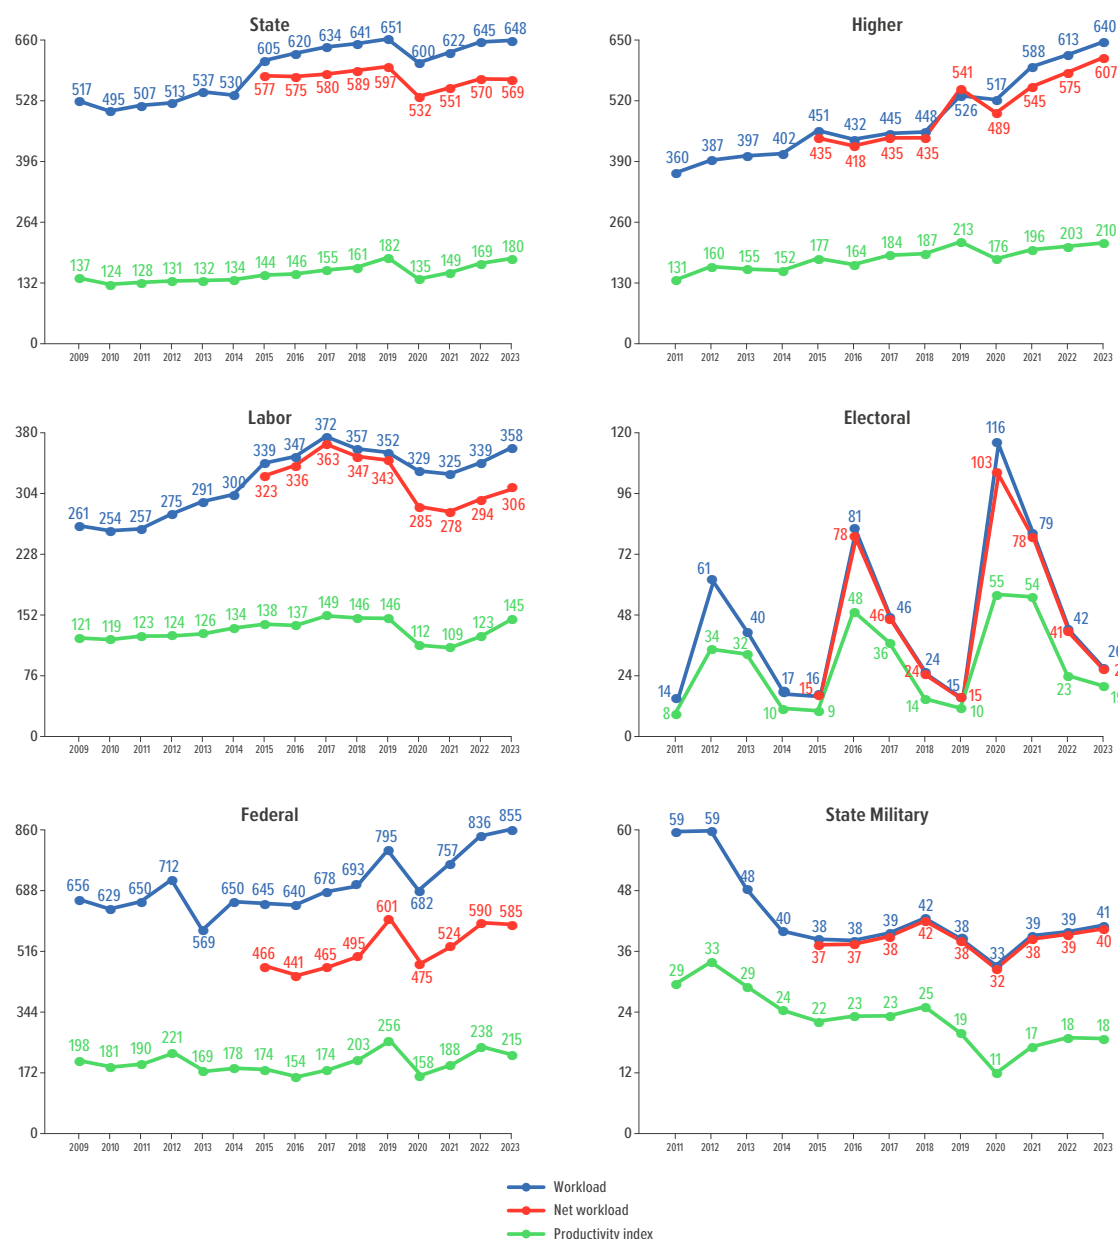 State
660
528
396
264
132
0
517 495 507 513 537 530 605 620 634 641 651 600 622 645 648
577 575 580 589 597 532 551 570 569
137 124 128 131 132 134 144 146 155 161 182 135 149 169 180
2009 2010 2011 2012 2013 2014 2015 2016 2017 2018 2019 2020 2021 2022 2023
Higher
650
520
390
260
130
0
360 387 397 402 451 432 445 448 526 517 588 613 640
435 418 435 435 541 489 545 575 607
131 160 155 152 177 164 184 187 213 176 196 203 210
2011 2012 2013 2014 2015 2016 2017 2018 2019 2020 2021 2022 2023
Labor
380
304
228
152
76
0
261 254 257 275 291 300 339 347 372 357 352 329 325 339 358
323 336 363 347 343 285 278 294 306
121 119 123 124 126 134 138 137 149 146 146 112 109 123 145
2009 2010 2011 2012 2013 2014 2015 2016 2017 2018 2019 2020 2021 2022 2023
Electoral
120
96
72
48
24
0
14 61 40 17 16 81 46 24 15 116 79 42
15 78 46 24 15 103 78 41
8 34 32 10 9 48 36 14 10 55 54 23
2011 2012 2013 2014 2015 2016 2017 2018 2019 2020 2021 2022 2023
Federal
860
688
516
344
172
0
656 629 650 712 569 650 645 640 678 693 795 682 757 836 855
466 441 465 495 601 475 524 590 585
198 181 190 221 169 178 174 154 174 203 256 158 188 238 215
2009 2010 2011 2012 2013 2014 2015 2016 2017 2018 2019 2020 2021 2022 2023
State Military
60
48
36
24
12
0
59 59 48 40 38 38 39 42 38 33 39 39 41
37 37 38 42 38 32 38 39 40
29 33 29 24 22 23 23 25 19 11 17 18 18
2011 2012 2013 2014 2015 2016 2017 2018 2019 2020 2021 2022 2023
Workload
Net workload
Productivity index